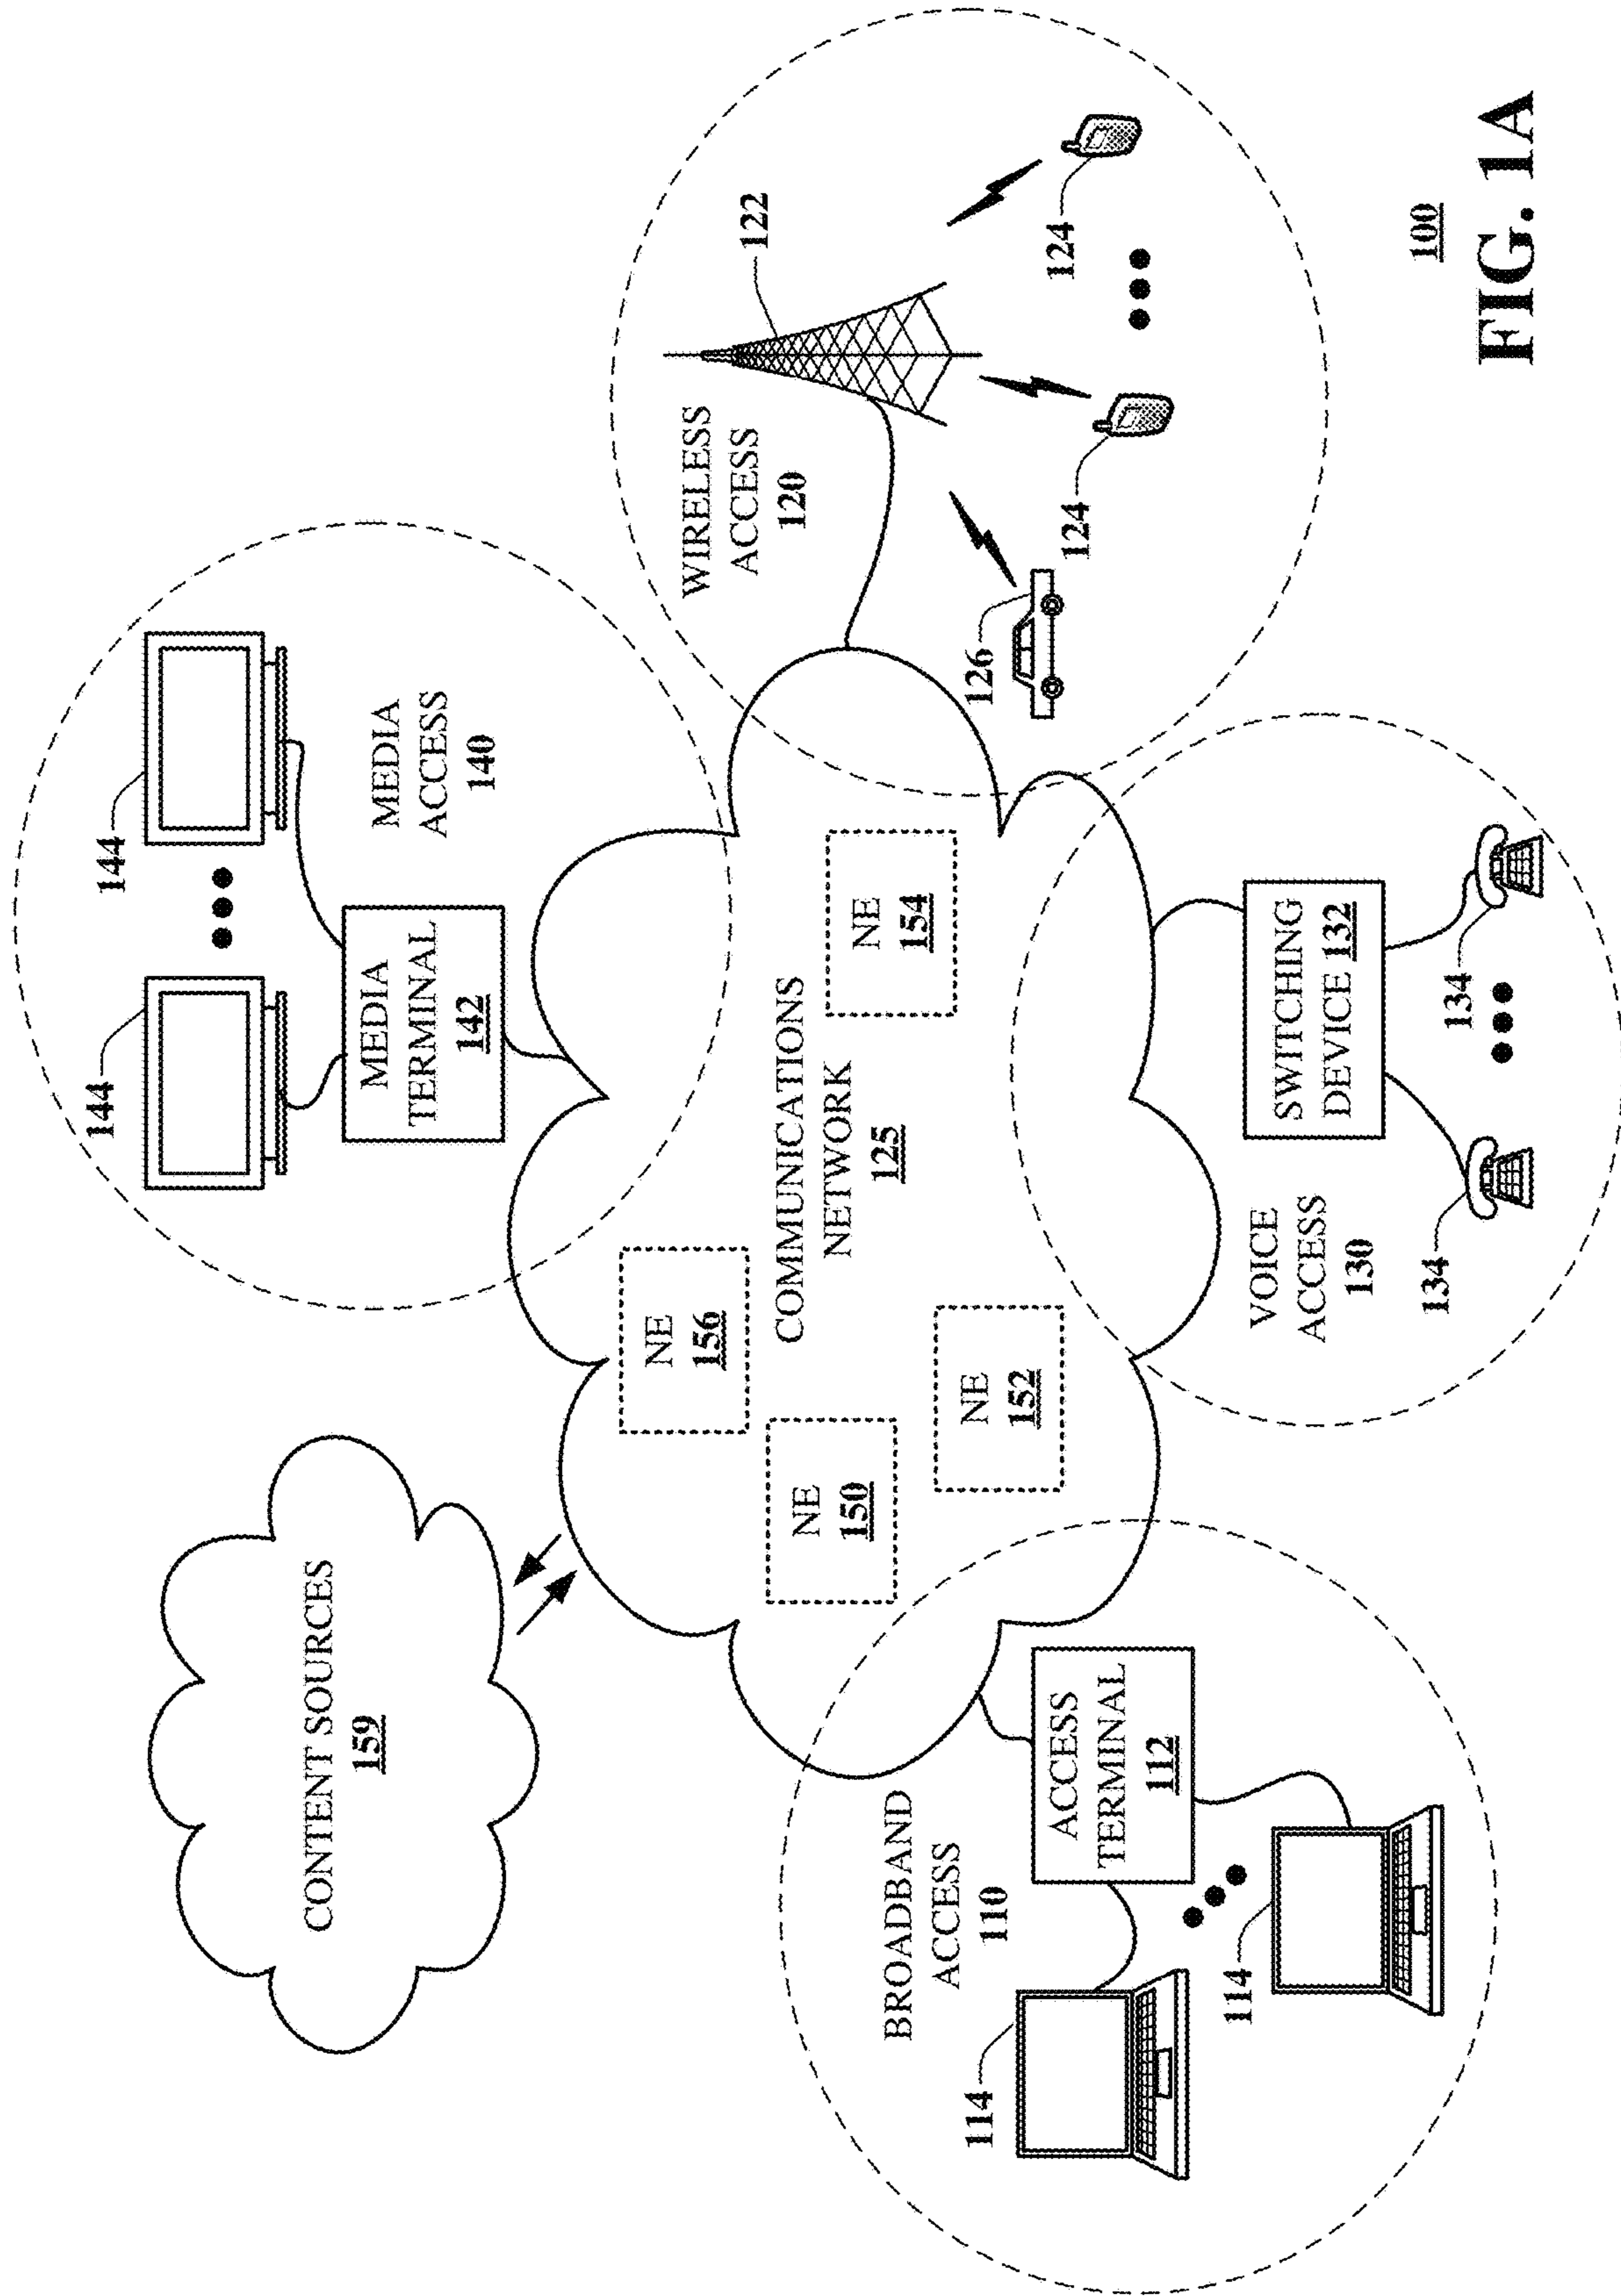 CONTENT SOURCES
159
144
144
MEDIA
TERMINAL
142
MEDIA
ACCESS
140
WIRELESS
ACCESS
120
122
124
124
126
NE
156
NE
150
NE
152
NE
154
COMMUNICATIONS
NETWORK
125
BROADBAND
ACCESS
110
ACCESS
TERMINAL
112
114
114
VOICE
ACCESS
130
SWITCHING
DEVICE 132
134
134
100
FIG. 1A